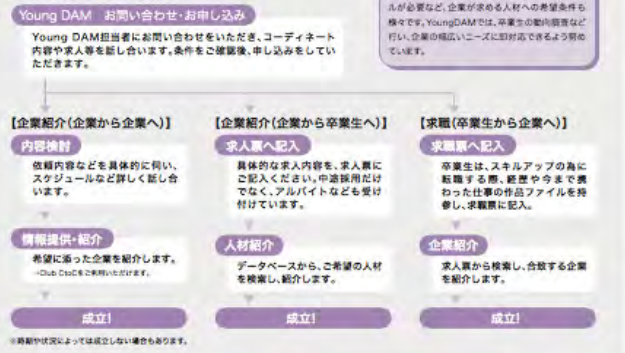 ルが必要など、企業が求める人材への希望条件も
様々です。YoungDAMでは、卒業生の動向調査など
行い、企業の幅広いニーズに即対応できるよう努め
ています。
Young DAM お問い合わせ・お申し込み
Young DAM担当者にお問い合わせをいただき、コーディネート
内容や求人等を話し合います。条件をご確認後、申し込みをしてい
ただきます。
【企業紹介(企業から企業へ)】
内容検討
依頼内容などを具体的に伺い、
スケジュールなど詳しく話し合
います。
情報提供・紹介
希望に添った企業を紹介します。
→Club CtoCをご利用いただけます。
成立!
【企業紹介(企業から卒業生へ)】
求人票へ記入
具体的な求人内容を、求人票に
ご記入ください。中途採用だけ
でなく、アルバイトなども受け
付けています。
人材紹介
データベースから、ご希望の人材
を検索し、紹介します。
成立!
【求職(卒業生から企業へ)】
求職票へ記入
卒業生は、スキルアップの為に
転職する際、経歴や今まで携
わった仕事の作品ファイルを持
参し、求職票に記入。
企業紹介
求人票から検索し、合致する企業
を紹介します。
成立!
※時期や状況によっては成立しない場合もあります。